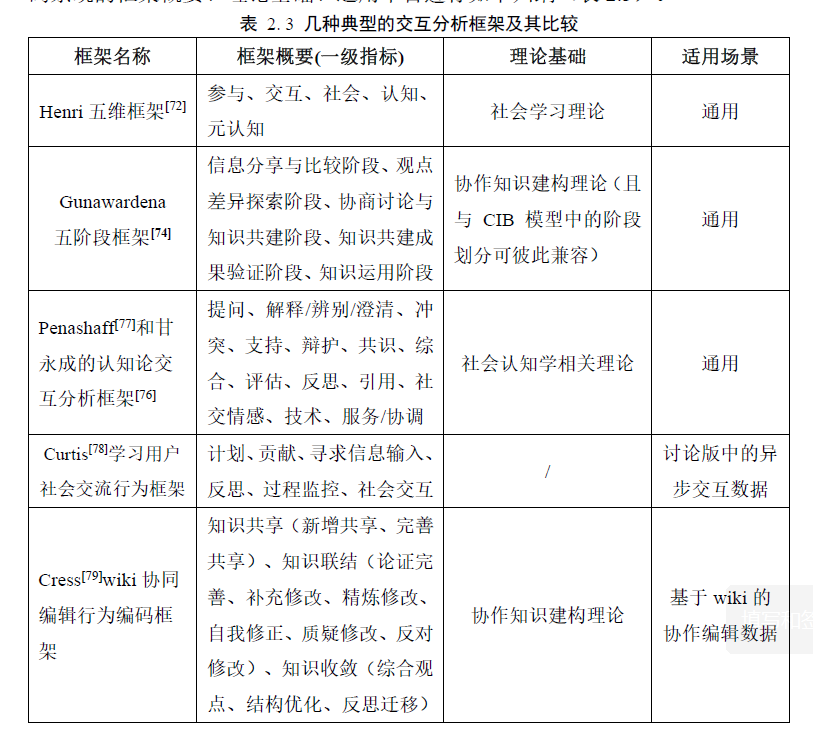 表 2.3 几种典型的交互分析框架及其比较
框架名称
框架概要(一级指标)
理论基础
适用场景
Henri 五维框架[72]
参与、交互、社会、认知、
元认知
社会学习理论
通用
Gunawardena
五阶段框架[74]
信息分享与比较阶段、观点
差异探索阶段、协商讨论与
知识共建阶段、知识共建成
果验证阶段、知识运用阶段
协作知识建构理论（且
与 CIB 模型中的阶段
划分可彼此兼容）
通用
Penashaff[77]和甘
永成的认知论交
互分析框架[76]
提问、解释/辨别/澄清、冲
突、支持、辩护、共识、综
合、评估、反思、引用、社
交情感、技术、服务/协调
社会认知学相关理论
通用
Curtis[78]学习用户
社会交流行为框架
计划、贡献、寻求信息输入、
反思、过程监控、社会交互
/
讨论版中的异
步交互数据
Cress[79]wiki 协同
编辑行为编码框
架
知识共享（新增共享、完善
共享）、知识联结（论证完
善、补充修改、精炼修改、
自我修正、质疑修改、反对
修改）、知识收敛（综合观
点、结构优化、反思迁移）
协作知识建构理论
基于 wiki 的
协作编辑数据